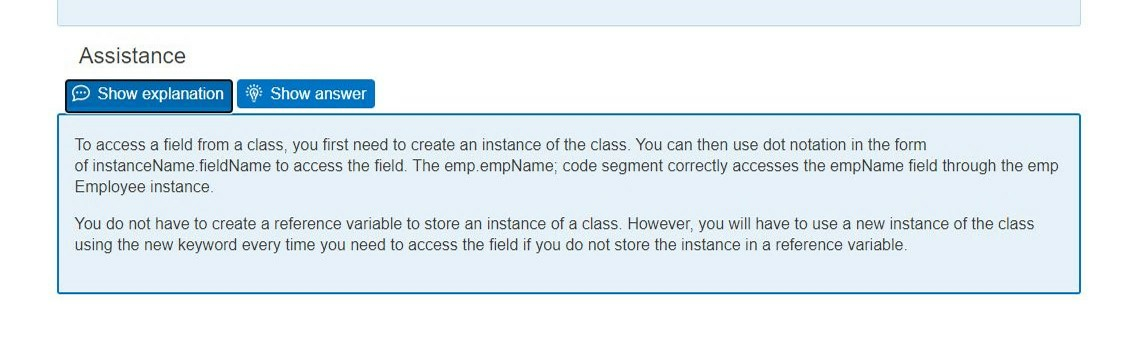 Assistance
Show explanation Show answer
To access a field from a class, you first need to create an instance of the class. You can then use dot notation in the form
of instanceName.fieldName to access the field. The emp.empName; code segment correctly accesses the empName field through the emp
Employee instance.
You do not have to create a reference variable to store an instance of a class. However, you will have to use a new instance of the class
using the new keyword every time you need to access the field if you do not store the instance in a reference variable.